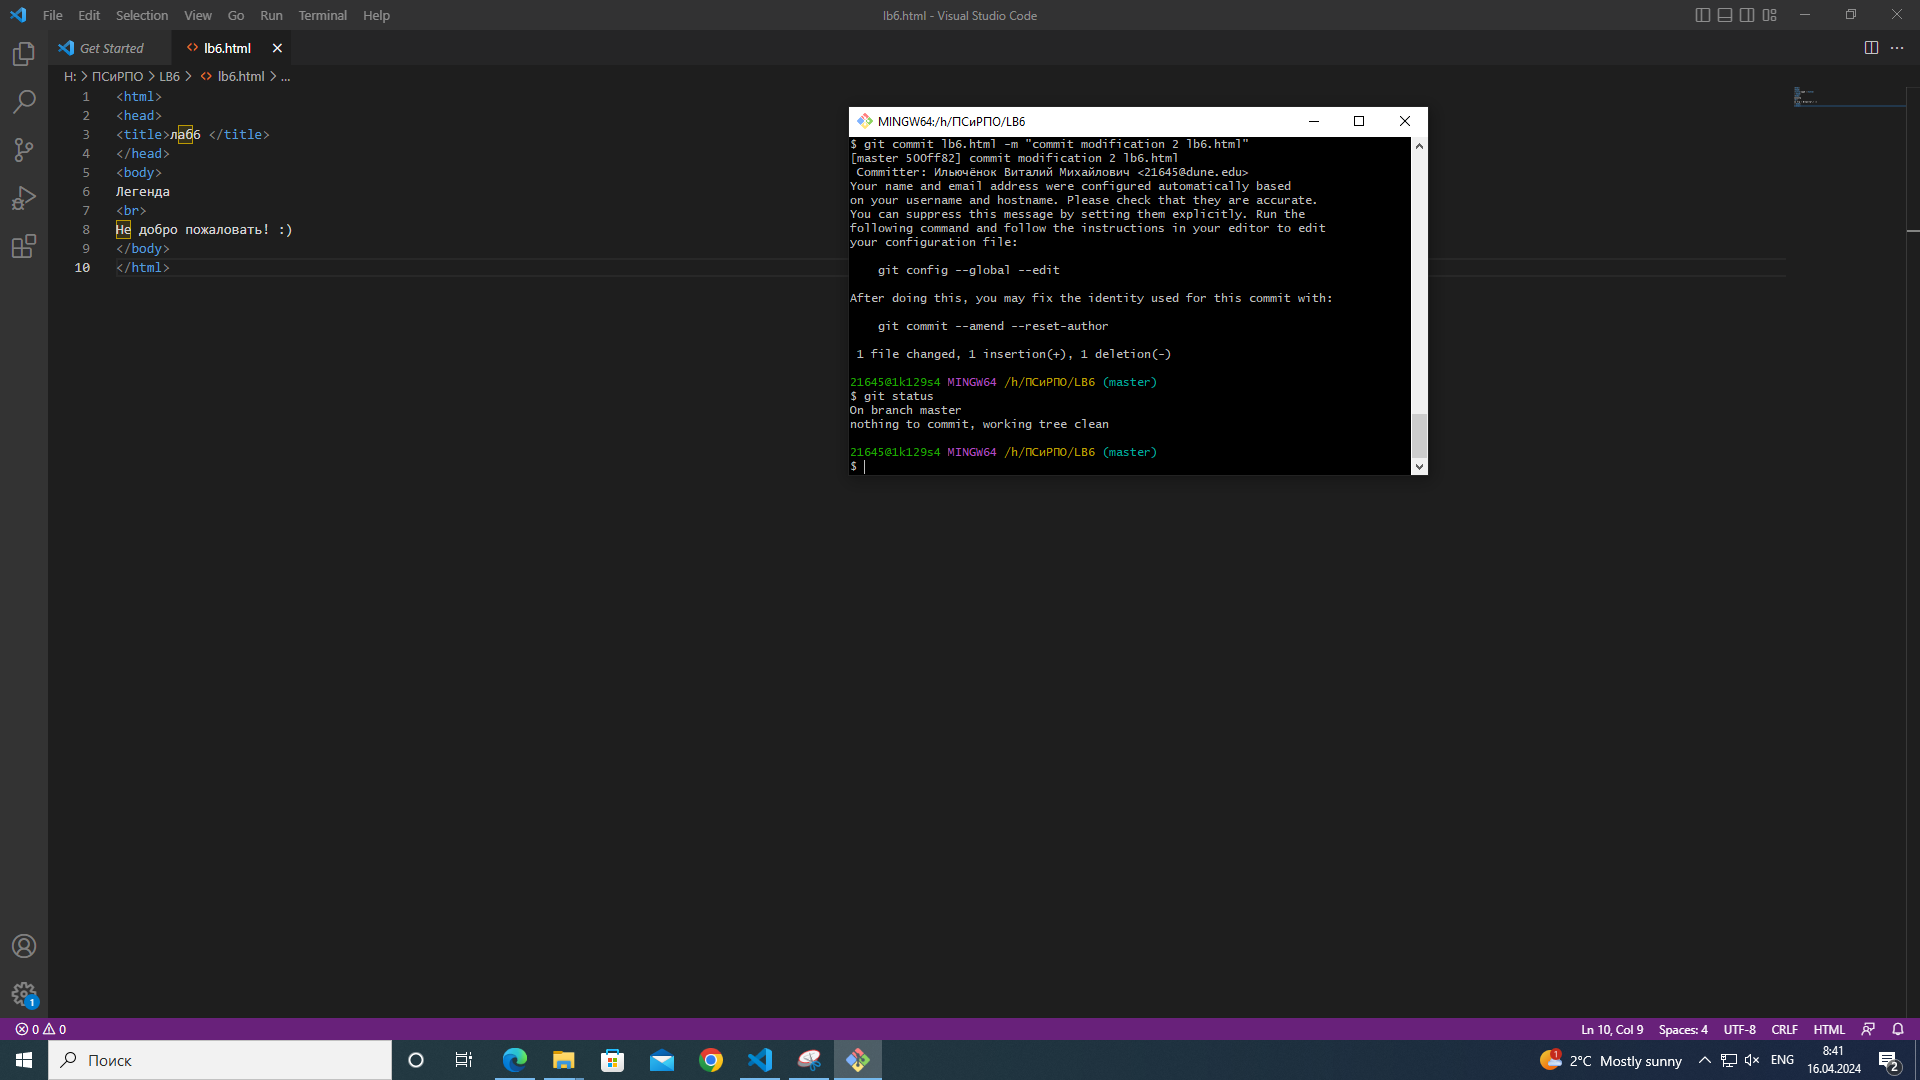 File Edit Selection View Go Run Terminal Help
lb6.html - Visual Studio Code
Get Started
lb6.html
H: > ПСиРПО > LB6 > lb6.html > ...
1 <html>
2 <head>
3 <title>лаб6 </title>
4 </head>
5 <body>
6 Легенда
7 <br>
8 Не добро пожаловать! :)
9 </body>
10 </html>
MINGW64:/h/ПСиРПО/LB6
$ git commit lb6.html -m "commit modification 2 lb6.html"
[master 500ff82] commit modification 2 lb6.html
Committer: Ильючёнок Виталий Михайлович <21645@dune.edu>
Your name and email address were configured automatically based
on your username and hostname. Please check that they are accurate.
You can suppress this message by setting them explicitly. Run the
following command and follow the instructions in your editor to edit
your configuration file:
git config --global --edit
After doing this, you may fix the identity used for this commit with:
git commit --amend --reset-author
1 file changed, 1 insertion(+), 1 deletion(-)
21645@1k129s4 MINGW64 /h/ПСиРПО/LB6 (master)
$ git status
On branch master
nothing to commit, working tree clean
21645@1k129s4 MINGW64 /h/ПСиРПО/LB6 (master)
$
1
0 0
Ln 10, Col 9 Spaces: 4 UTF-8 CRLF HTML
Поиск
1
2°C Mostly sunny
ENG
8:41
16.04.2024
2